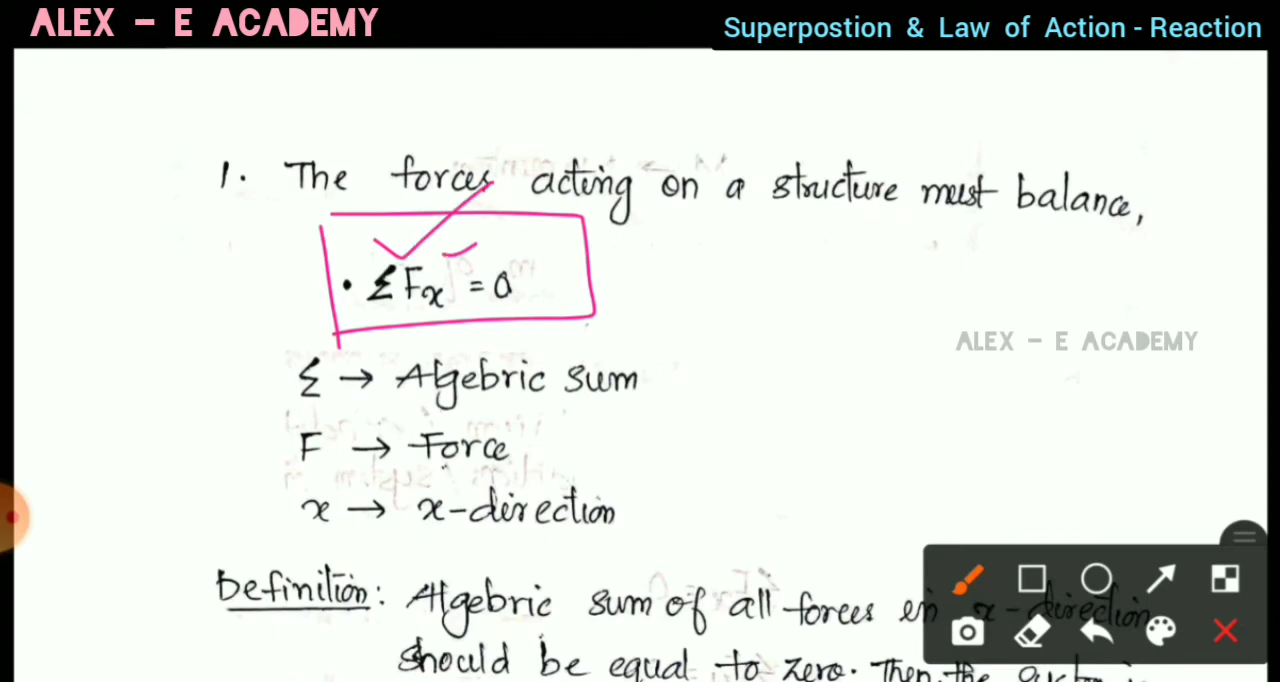 ALEX - E ACADEMY
Superpostion & Law of Action - Reaction
1. The forces acting on a structure must balance,
• ΣFx = 0
ALEX - E ACADEMY
Σ → Algebric sum
F → Force
x → x-direction
Definition: Algebric sum of all forces in x-direction
should be equal to zero. Then the system is